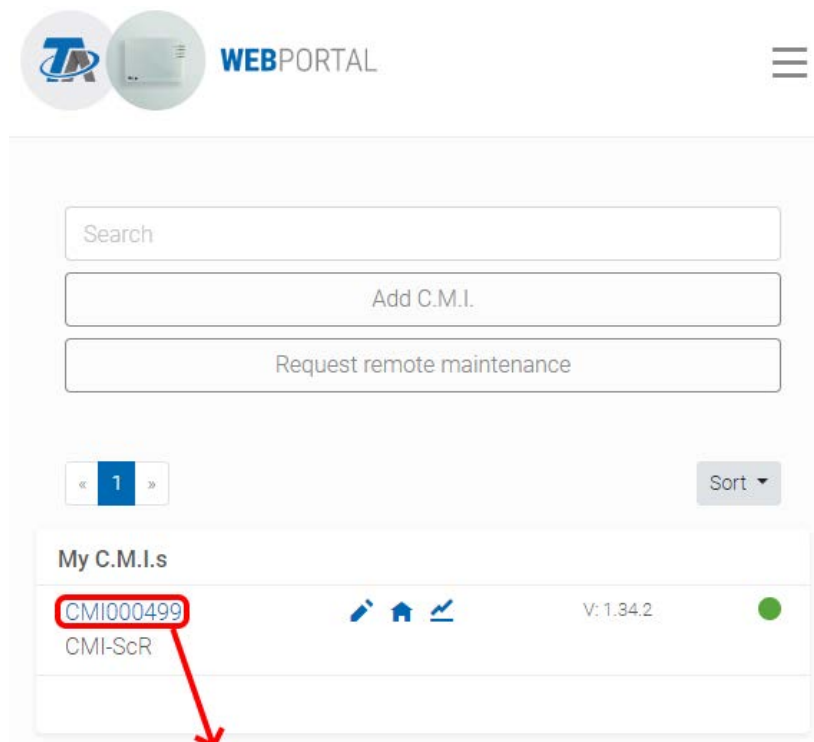 TA WEBPORTAL
Search
Add C.M.I.
Request remote maintenance
« 1 » Sort
My C.M.I.s
CMI000499 V: 1.34.2
CMI-ScR